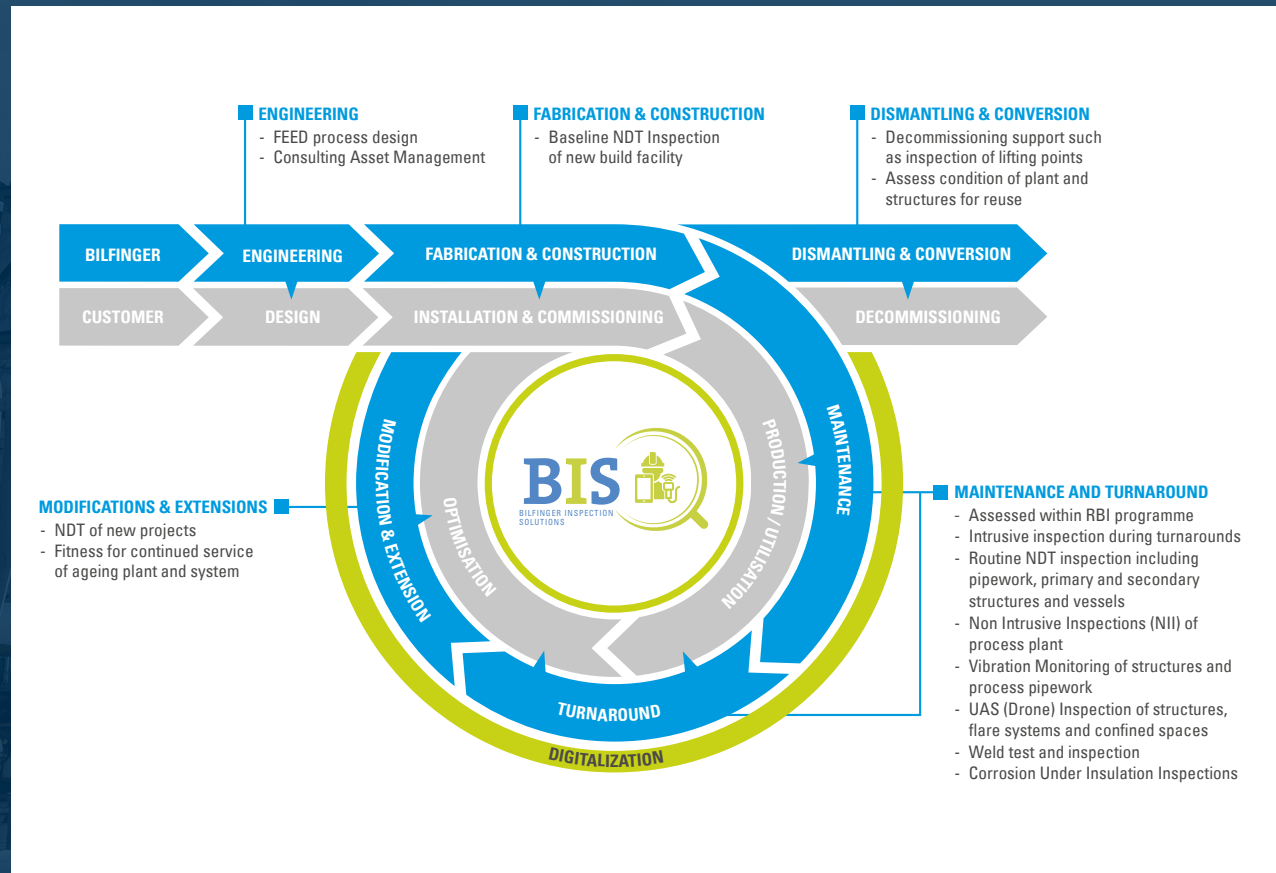 ENGINEERING
- FEED process design
- Consulting Asset Management
FABRICATION & CONSTRUCTION
- Baseline NDT Inspection
of new build facility
DISMANTLING & CONVERSION
- Decommissioning support such
as inspection of lifting points
- Assess condition of plant and
structures for reuse
BILFINGER
ENGINEERING
FABRICATION & CONSTRUCTION
DISMANTLING & CONVERSION
CUSTOMER
DESIGN
INSTALLATION & COMMISSIONING
DECOMMISSIONING
MODIFICATION & EXTENSION
OPTIMISATION
PRODUCTION / UTILISATION
MAINTENANCE
BIS
BILFINGER INSPECTION
SOLUTIONS
TURNAROUND
DIGITALIZATION
MODIFICATIONS & EXTENSIONS
- NDT of new projects
- Fitness for continued service
of ageing plant and system
MAINTENANCE AND TURNAROUND
- Assessed within RBI programme
- Intrusive inspection during turnarounds
- Routine NDT inspection including
pipework, primary and secondary
structures and vessels
- Non Intrusive Inspections (NII) of
process plant
- Vibration Monitoring of structures and
process pipework
- UAS (Drone) Inspection of structures,
flare systems and confined spaces
- Weld test and inspection
- Corrosion Under Insulation Inspections